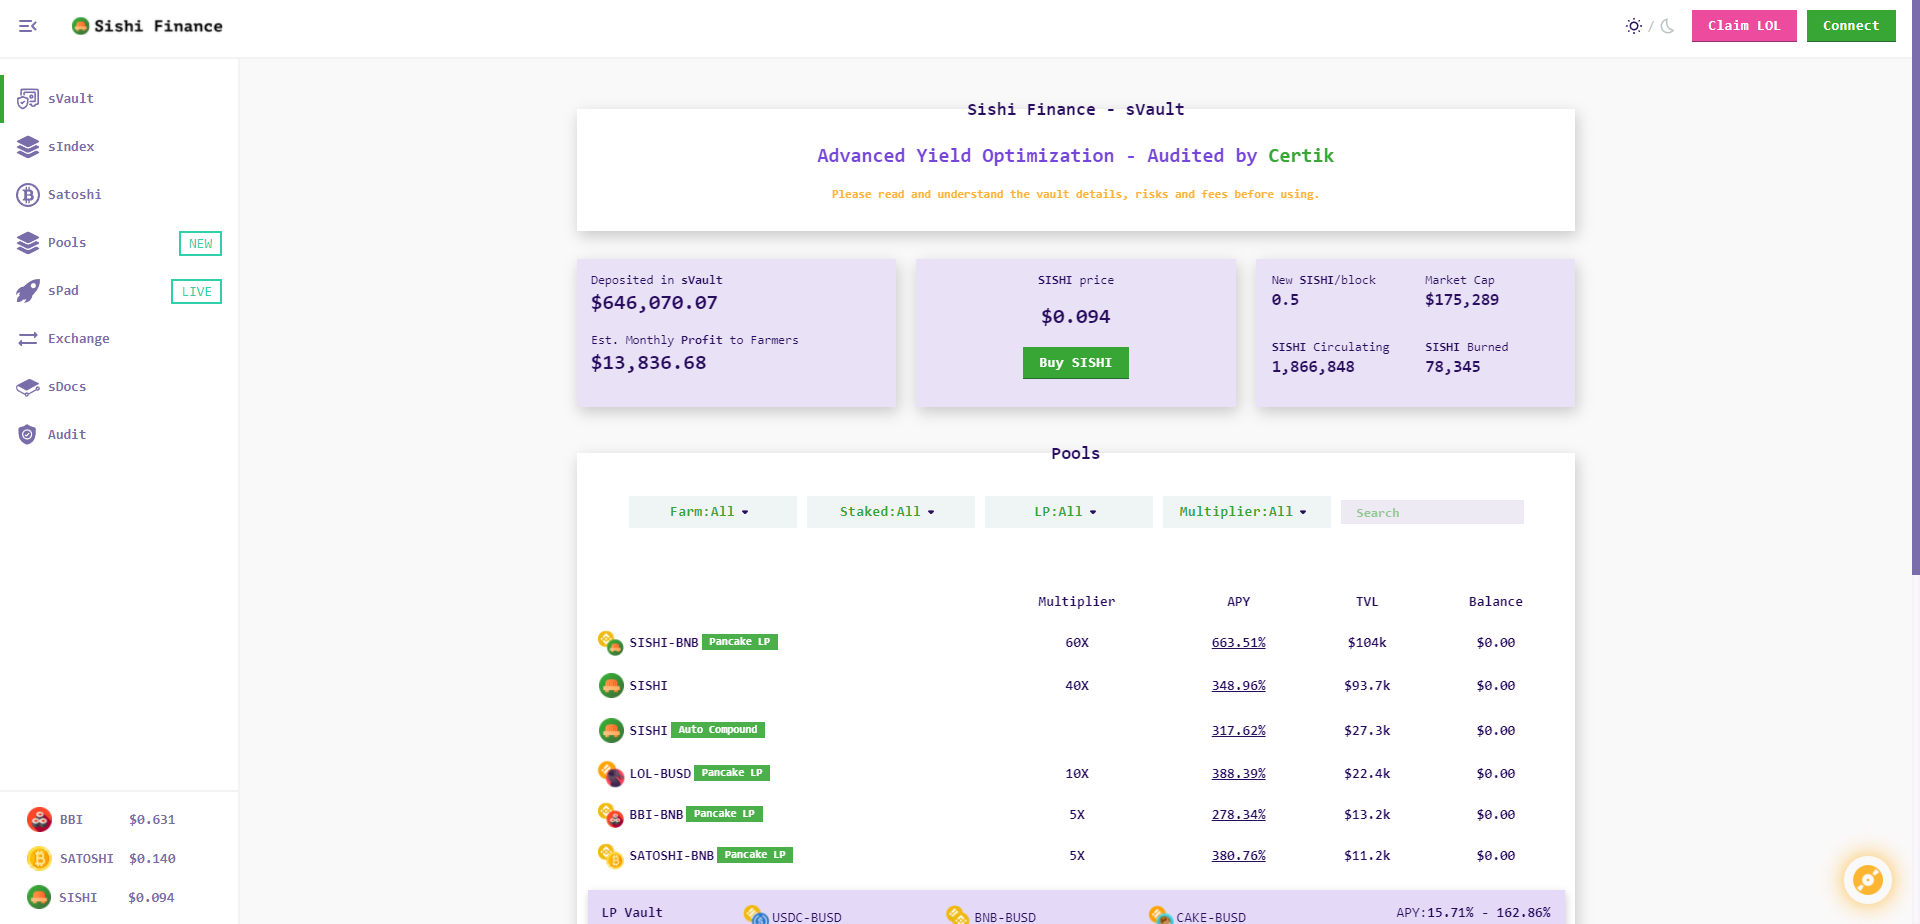 Sishi Finance
/
Claim LOL
Connect
sVault
sIndex
Satoshi
Pools NEW
sPad LIVE
Exchange
sDocs
Audit
BBI $0.631
SATOSHI $0.140
SISHI $0.094
Sishi Finance - sVault
Advanced Yield Optimization - Audited by Certik
Please read and understand the vault details, risks and fees before using.
Deposited in sVault
$646,070.07
Est. Monthly Profit to Farmers
$13,836.68
SISHI price
$0.094
Buy SISHI
New SISHI/block Market Cap
0.5 $175,289
SISHI Circulating SISHI Burned
1,866,848 78,345
Pools
Farm:All Staked:All LP:All Multiplier:All Search
Multiplier APY TVL Balance
SISHI-BNB Pancake LP 60X 663.51% $104k $0.00
SISHI 40X 348.96% $93.7k $0.00
SISHI Auto Compound 317.62% $27.3k $0.00
LOL-BUSD Pancake LP 10X 388.39% $22.4k $0.00
BBI-BNB Pancake LP 5X 278.34% $13.2k $0.00
SATOSHI-BNB Pancake LP 5X 380.76% $11.2k $0.00
LP Vault USDC-BUSD BNB-BUSD CAKE-BUSD APY:15.71% - 162.86%